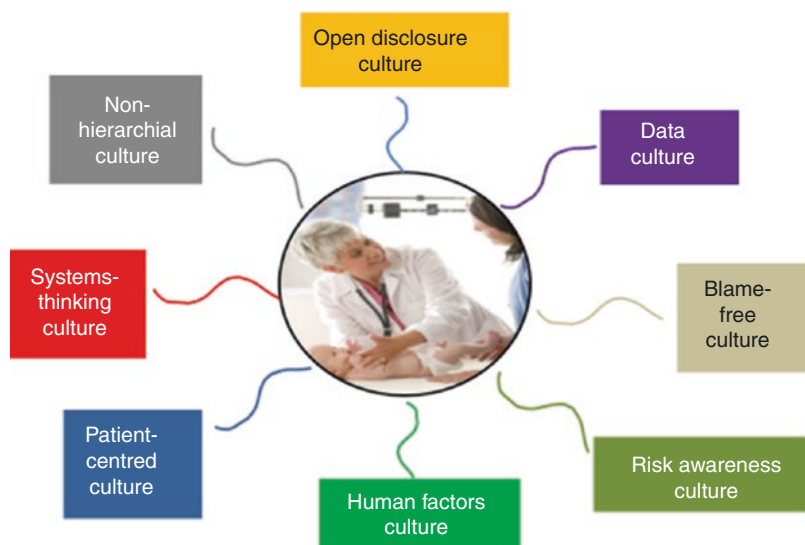 Open disclosure
culture
Non-
hierarchial
culture
Data
culture
Systems-
thinking
culture
Blame-
free
culture
Patient-
centred
culture
Human factors
culture
Risk awareness
culture